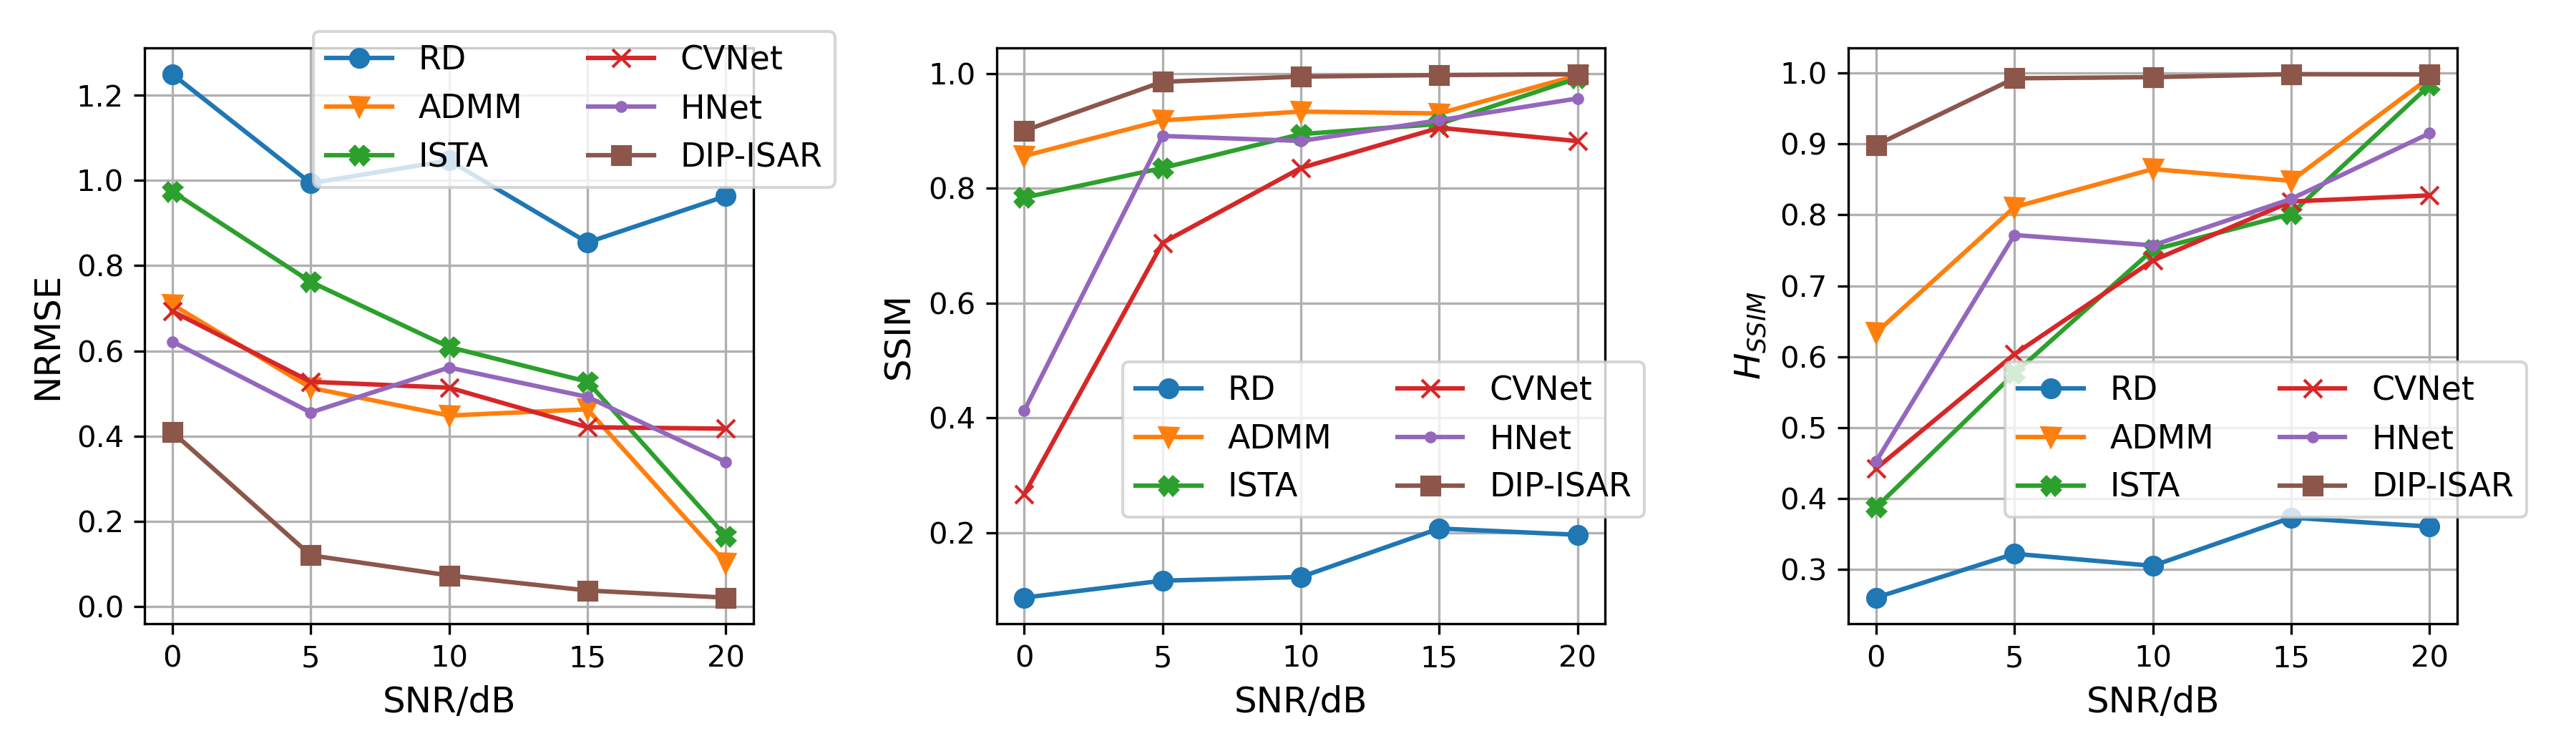 RD CVNet
ADMM HNet
ISTA DIP-ISAR
NRMSE
1.2
1.0
0.8
0.6
0.4
0.2
0.0
0 5 10 15 20
SNR/dB
SSIM
1.0
0.8
0.6
0.4
0.2
RD CVNet
ADMM HNet
ISTA DIP-ISAR
0 5 10 15 20
SNR/dB
H_SSIM
1.0
0.9
0.8
0.7
0.6
0.5
0.4
0.3
RD CVNet
ADMM HNet
ISTA DIP-ISAR
0 5 10 15 20
SNR/dB